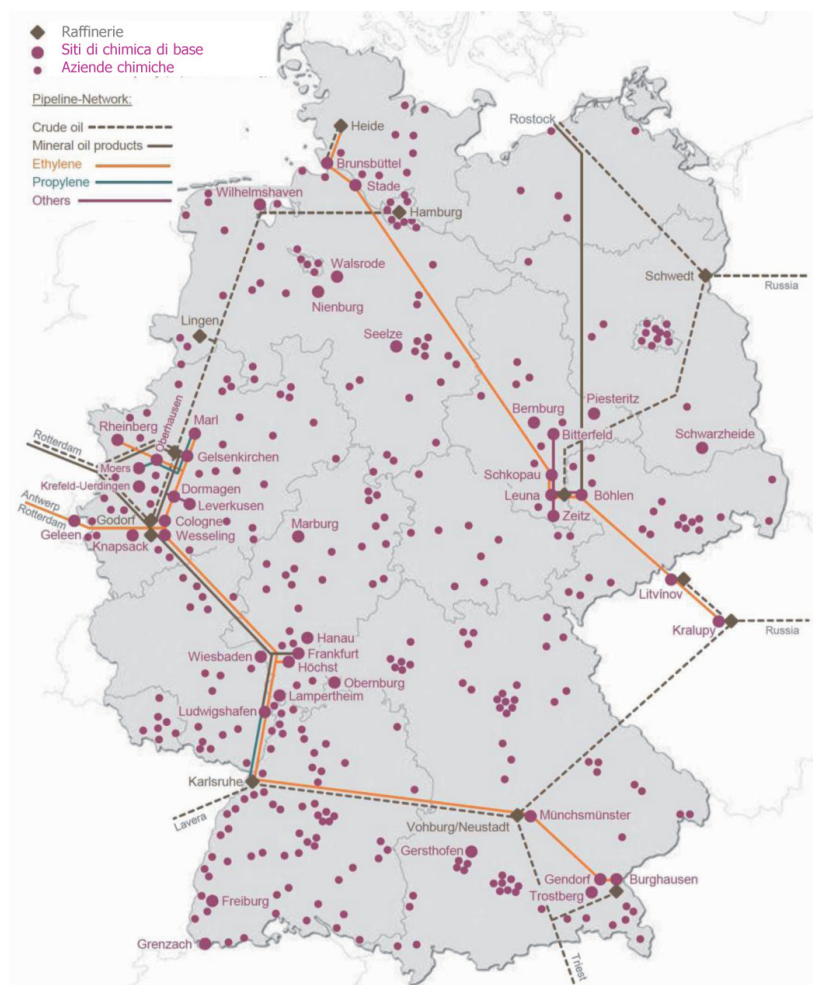 Raffinerie
Siti di chimica di base
Aziende chimiche
Pipeline-Network:
Crude oil
Mineral oil products
Ethylene
Propylene
Others
Heide
Rostock
Brunsbüttel
Stade
Wilhelmshaven
Hamburg
Walsrode
Schwedt
Russia
Nienburg
Lingen
Seelze
Piesteritz
Bernburg
Rheinberg
Oberhausen
Marl
Bitterfeld
Rotterdam
Gelsenkirchen
Schwarzheide
Moers
Schkopau
Krefeld-Uerdingen
Dormagen
Leuna
Böhlen
Antwerp
Rotterdam
Leverkusen
Godorf
Cologne
Zeitz
Geleen
Knapsack
Wesseling
Marburg
Litvínov
Kralupy
Russia
Hanau
Wiesbaden
Frankfurt
Höchst
Obernburg
Lampertheim
Ludwigshafen
Karlsruhe
Lavera
Münchsmünster
Vohburg/Neustadt
Gersthofen
Gendorf
Burghausen
Trostberg
Freiburg
Grenzach
Triest